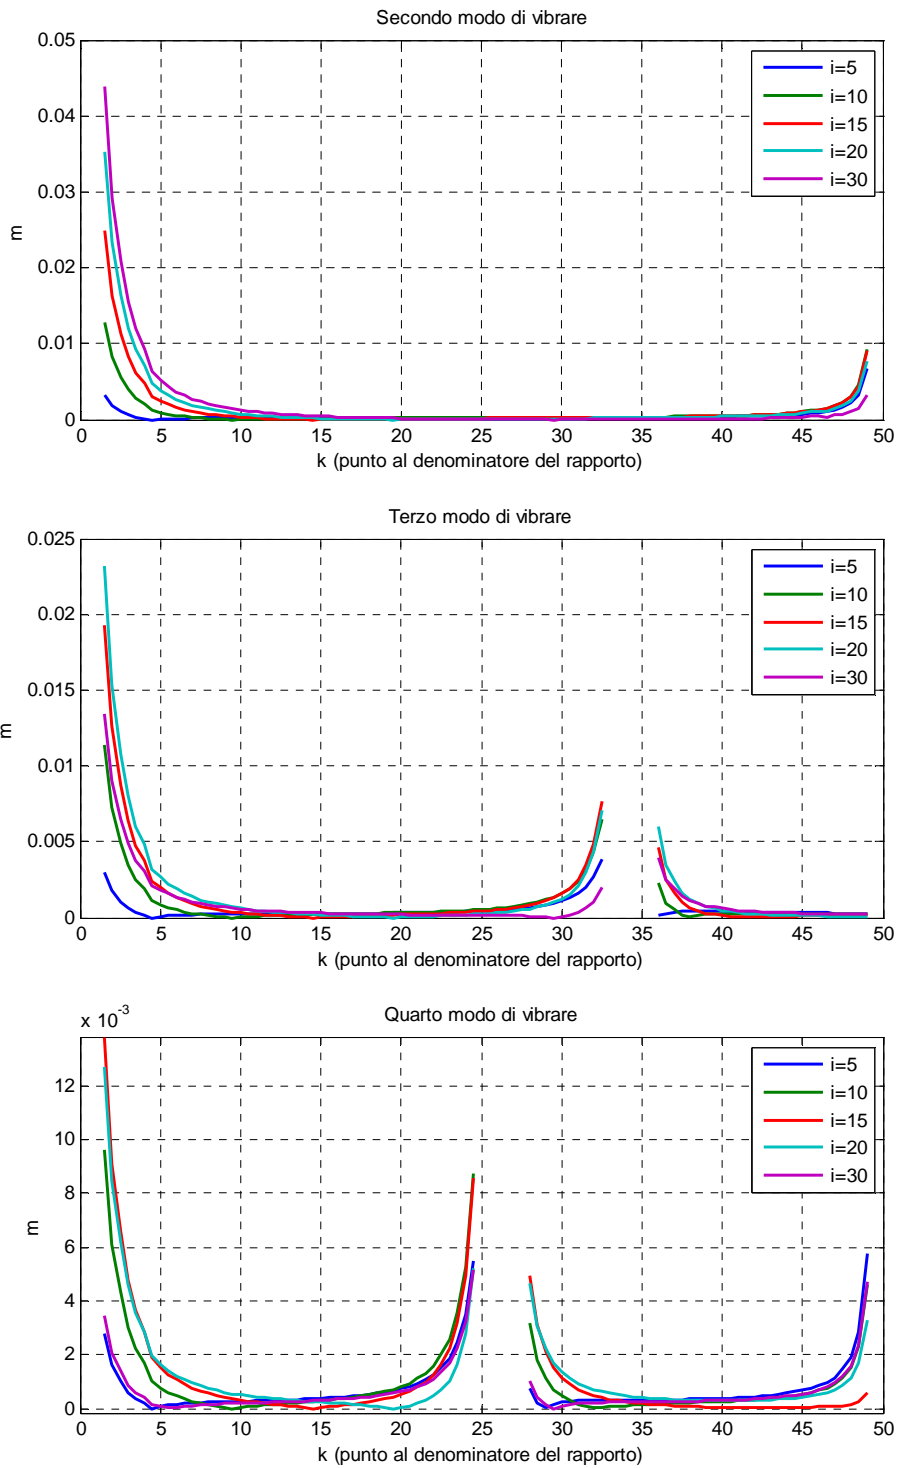 Secondo modo di vibrare
0.05
0.04
0.03
0.02
0.01
0
m
i=5
i=10
i=15
i=20
i=30
0 5 10 15 20 25 30 35 40 45 50
k (punto al denominatore del rapporto)
Terzo modo di vibrare
0.025
0.02
0.015
0.01
0.005
0
m
i=5
i=10
i=15
i=20
i=30
0 5 10 15 20 25 30 35 40 45 50
k (punto al denominatore del rapporto)
x 10⁻³
Quarto modo di vibrare
12
10
8
6
4
2
0
m
i=5
i=10
i=15
i=20
i=30
0 5 10 15 20 25 30 35 40 45 50
k (punto al denominatore del rapporto)